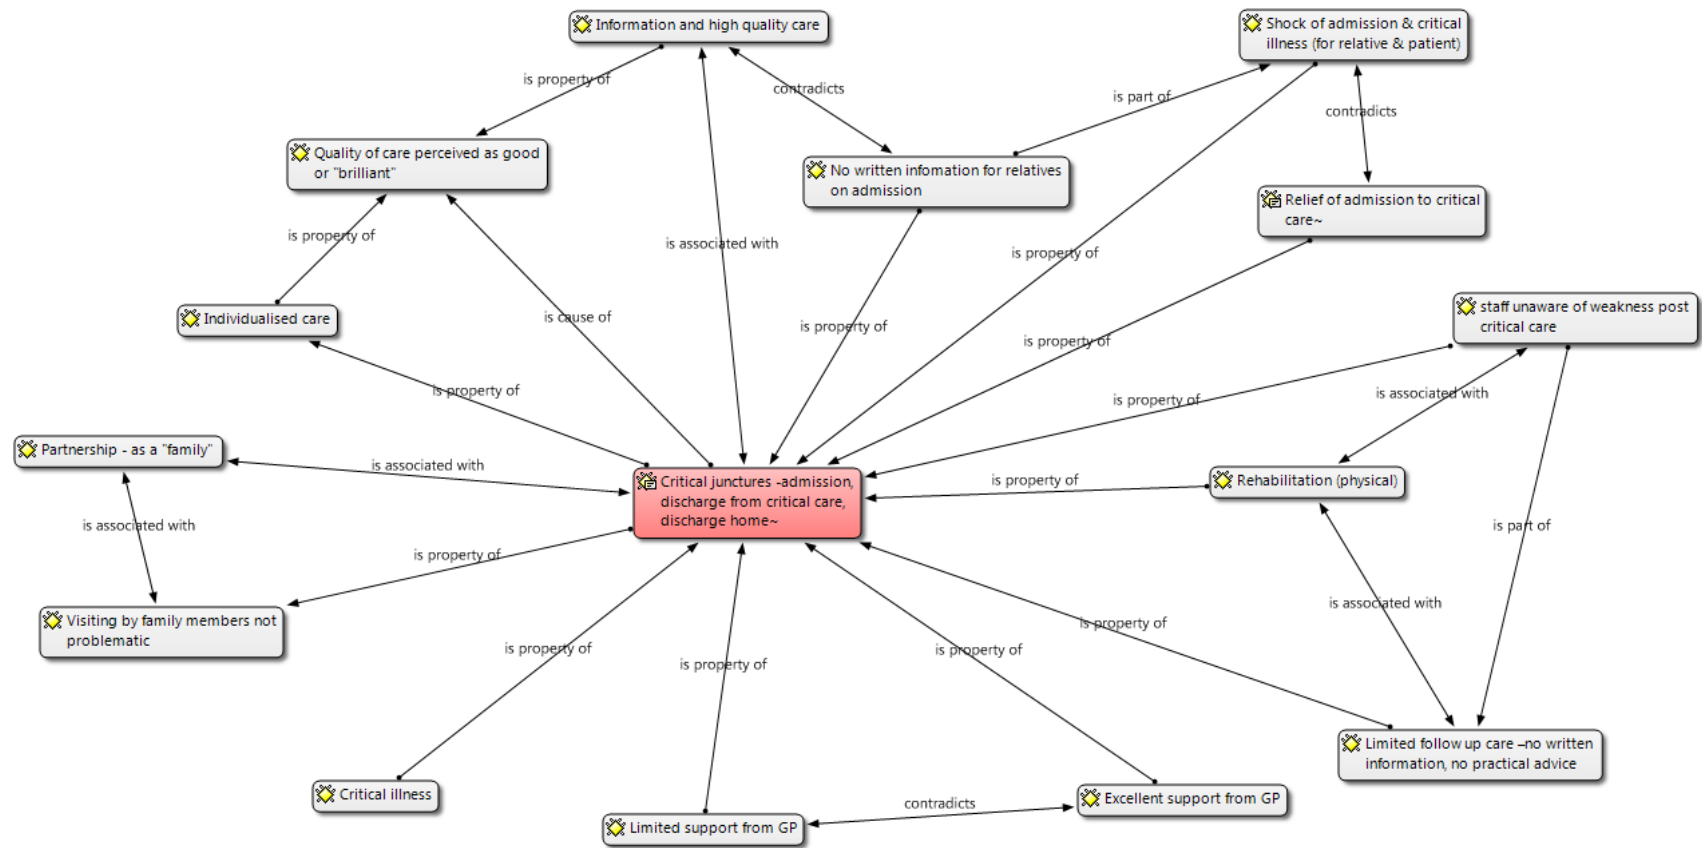 Information and high quality care
Shock of admission & critical
illness (for relative & patient)
is property of
contradicts
is part of
contradicts
Quality of care perceived as good
or "brilliant"
No written infomation for relatives
on admission
Relief of admission to critical
care~
is property of
is associated with
is property of
Individualised care
is cause of
is property of
is property of
staff unaware of weakness post
critical care
is property of
is property of
is associated with
Partnership - as a "family"
is associated with
Critical junctures -admission,
discharge from critical care,
discharge home~
is property of
Rehabilitation (physical)
is associated with
is property of
is part of
Visiting by family members not
problematic
is associated with
is property of
is property of
is property of
is property of
Limited follow up care –no written
information, no practical advice
Critical illness
Limited support from GP
contradicts
Excellent support from GP